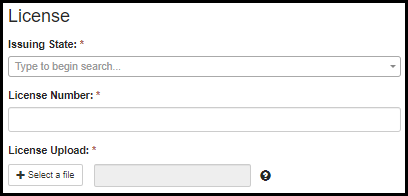 License
Issuing State: *
Type to begin search...
License Number: *
License Upload: *
+ Select a file
?